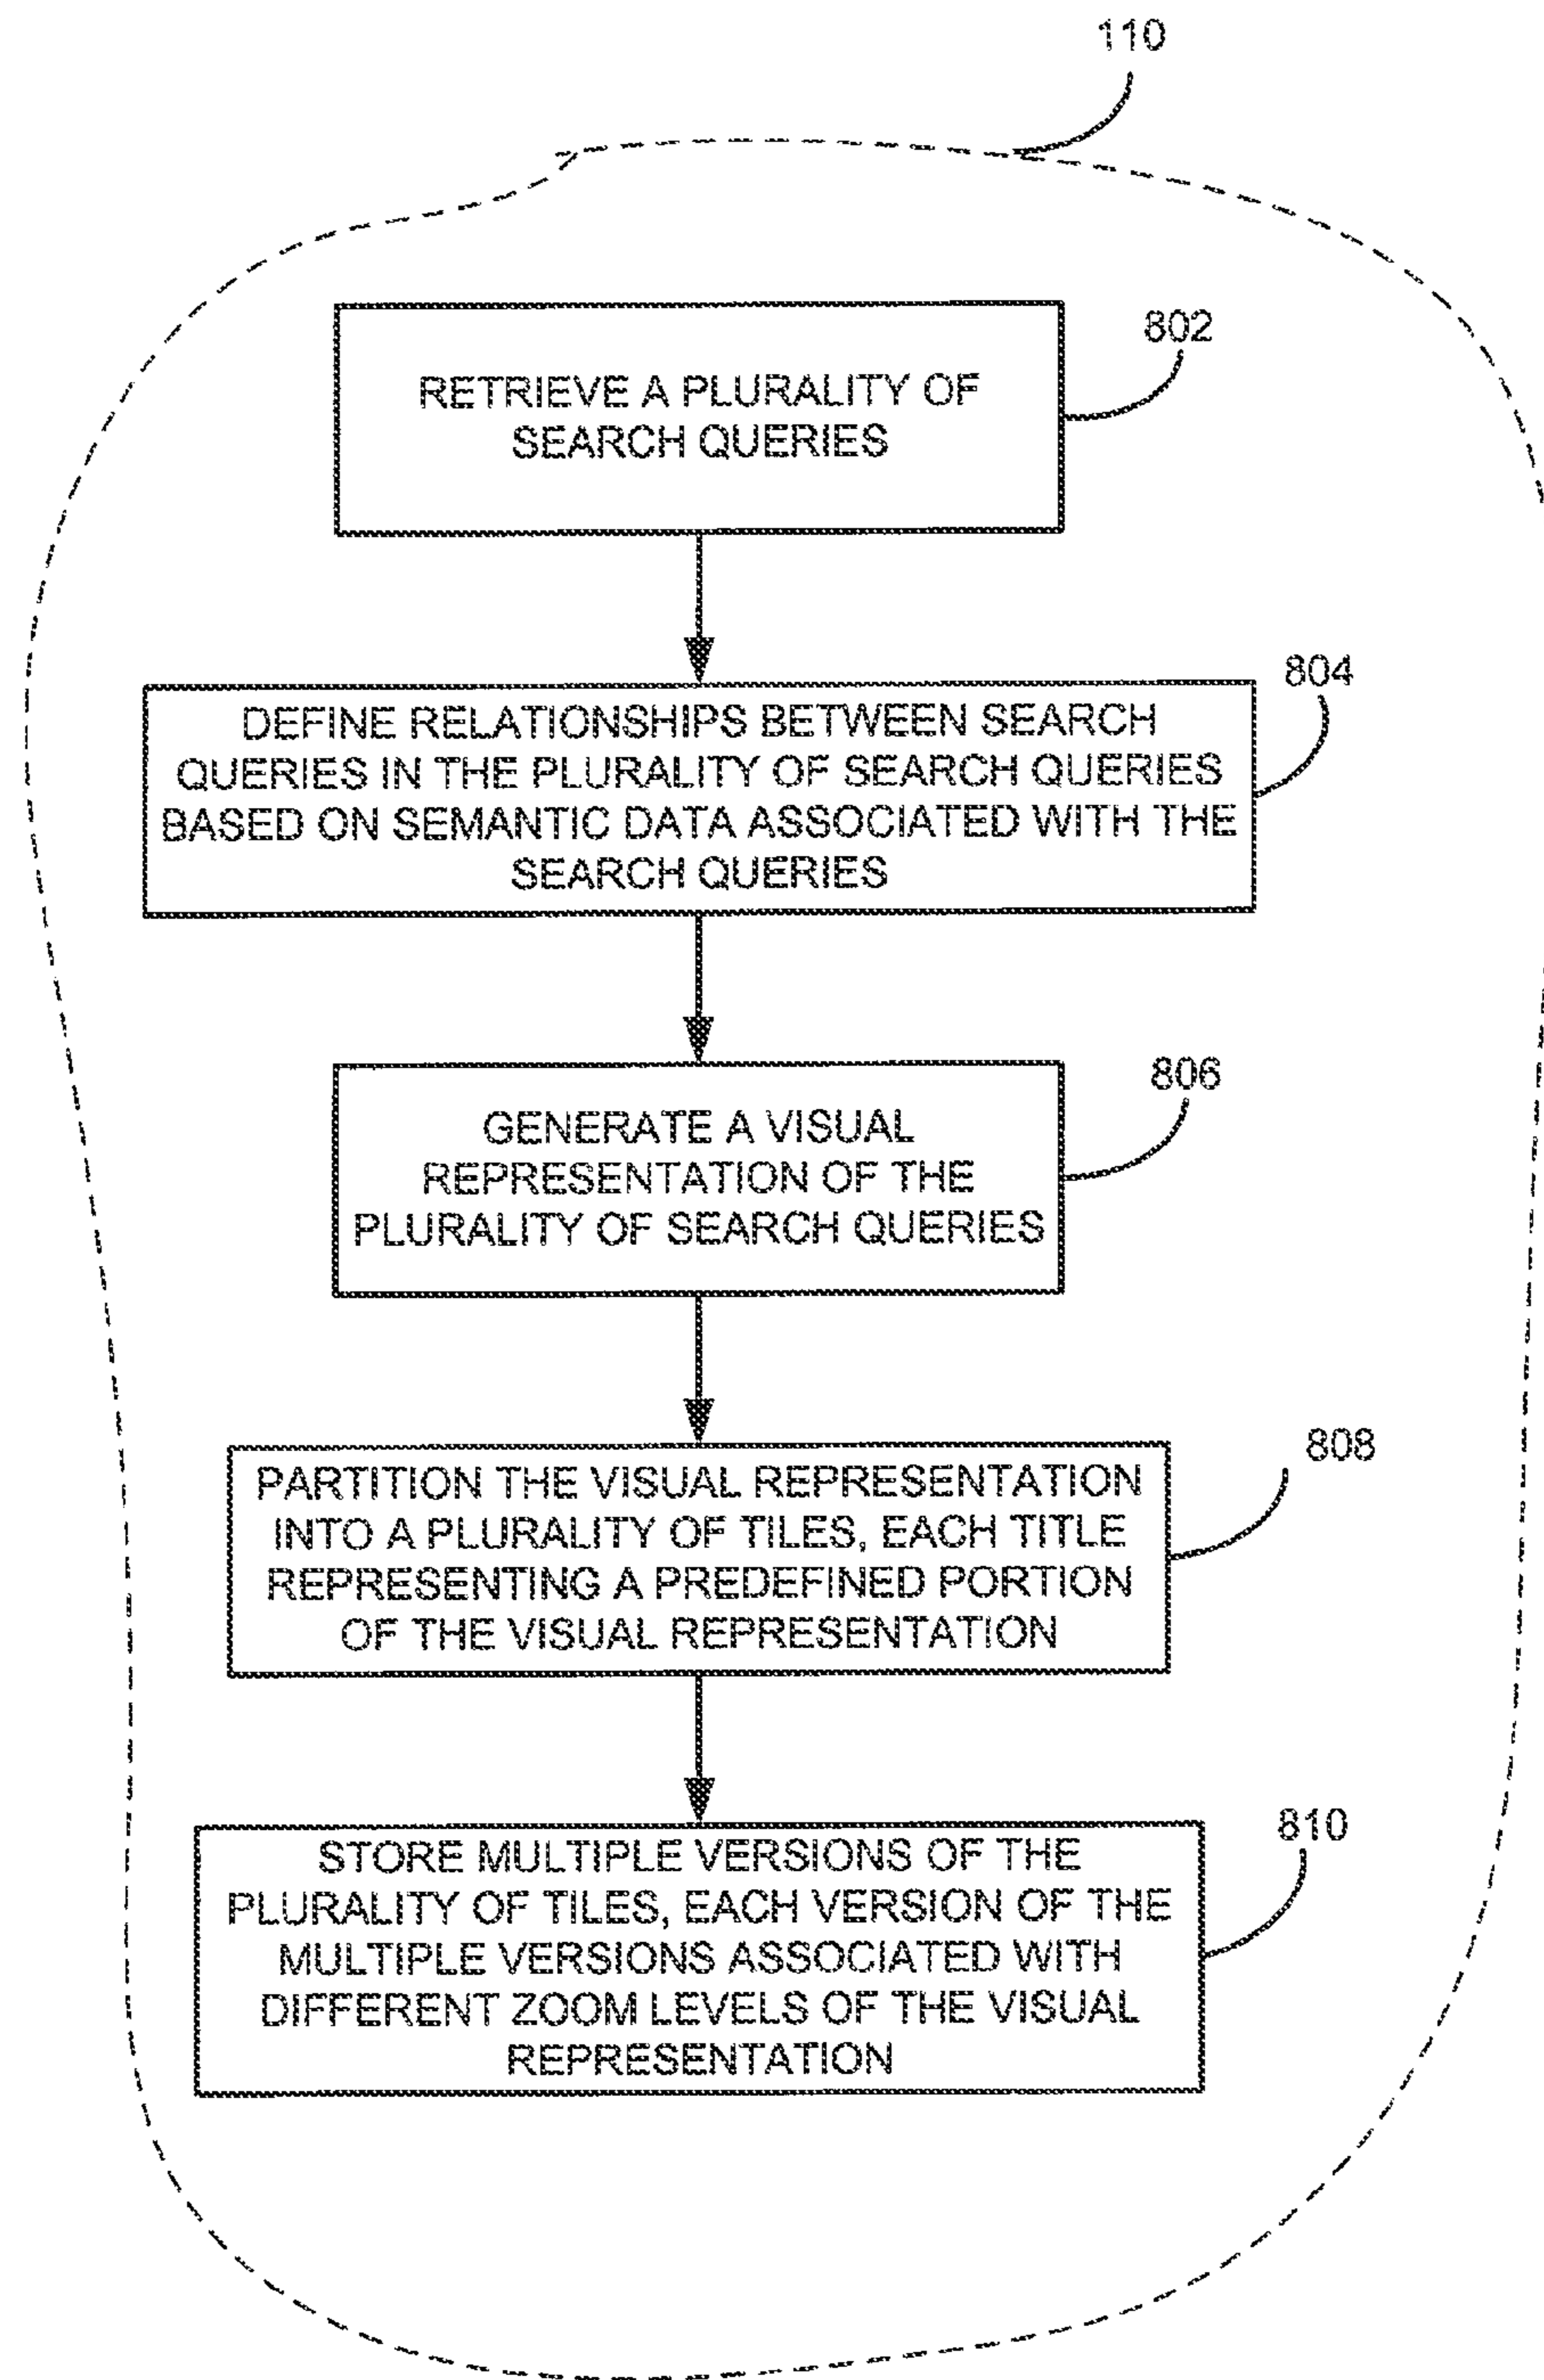 110
802
RETRIEVE A PLURALITY OF
SEARCH QUERIES
804
DEFINE RELATIONSHIPS BETWEEN SEARCH
QUERIES IN THE PLURALITY OF SEARCH QUERIES
BASED ON SEMANTIC DATA ASSOCIATED WITH THE
SEARCH QUERIES
806
GENERATE A VISUAL
REPRESENTATION OF THE
PLURALITY OF SEARCH QUERIES
808
PARTITION THE VISUAL REPRESENTATION
INTO A PLURALITY OF TILES, EACH TITLE
REPRESENTING A PREDEFINED PORTION
OF THE VISUAL REPRESENTATION
810
STORE MULTIPLE VERSIONS OF THE
PLURALITY OF TILES, EACH VERSION OF THE
MULTIPLE VERSIONS ASSOCIATED WITH
DIFFERENT ZOOM LEVELS OF THE VISUAL
REPRESENTATION